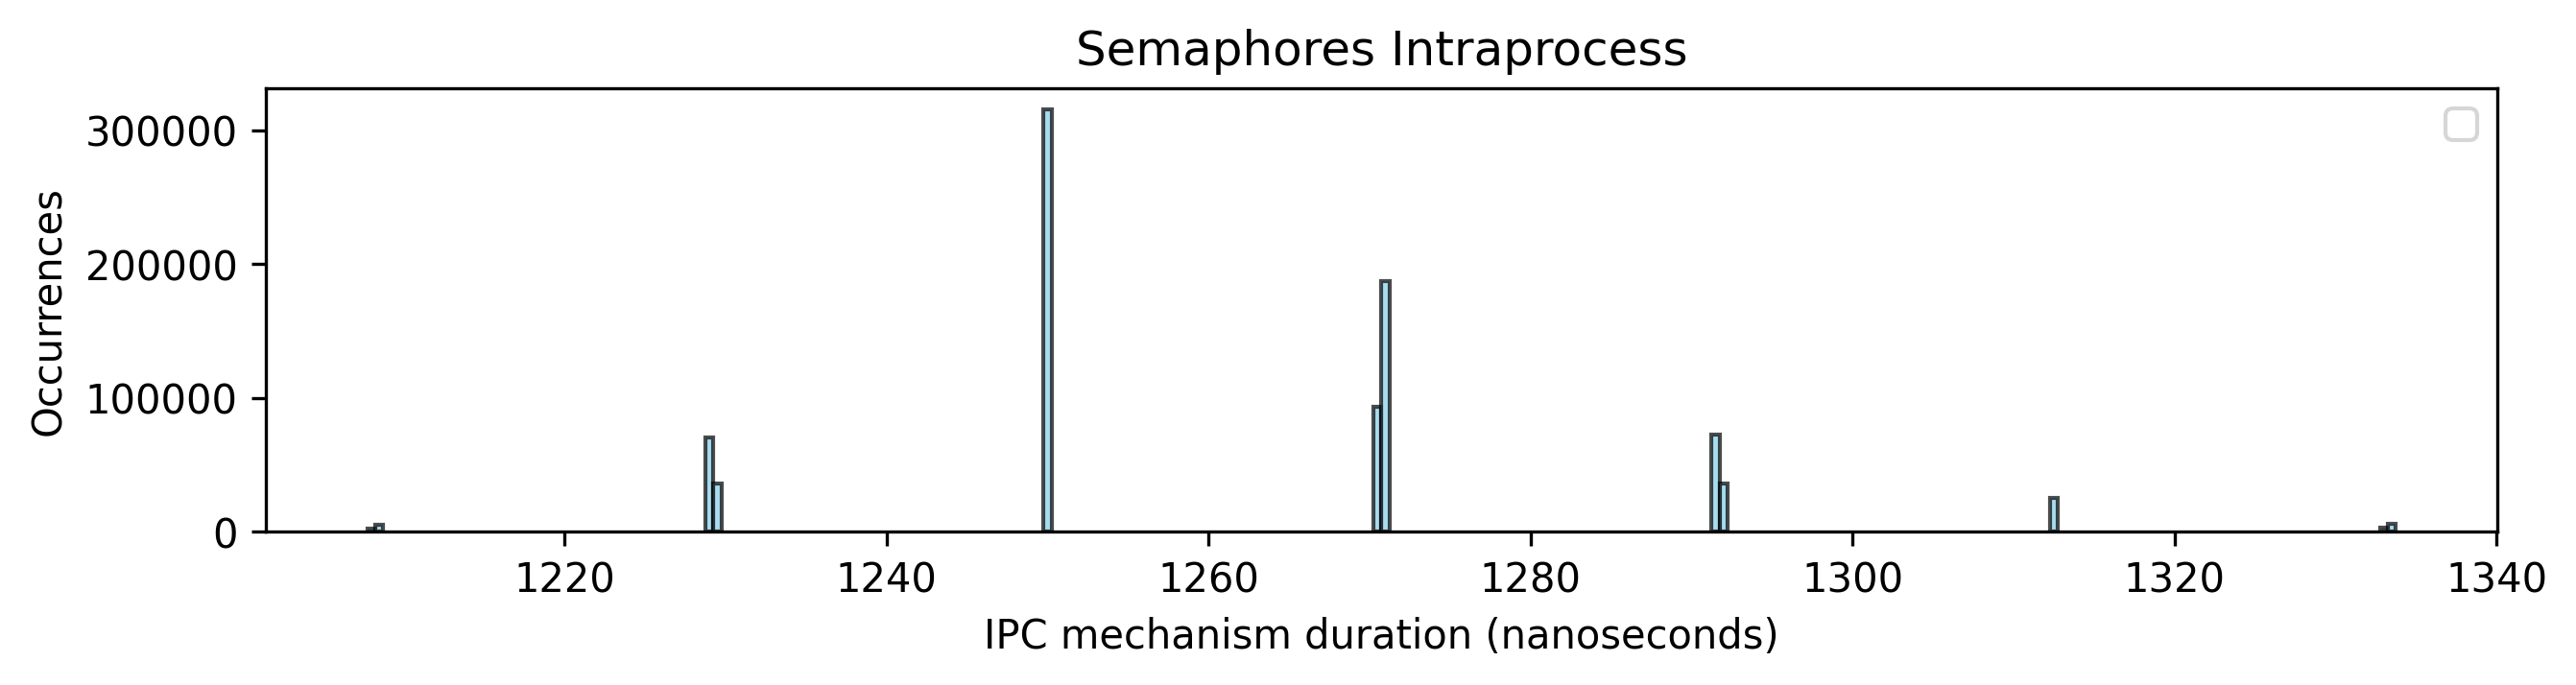 Semaphores Intraprocess
Occurrences
300000
200000
100000
0
1220 1240 1260 1280 1300 1320 1340
IPC mechanism duration (nanoseconds)